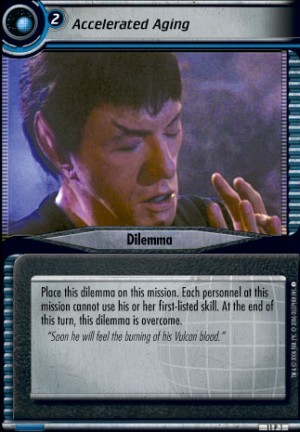 2
Accelerated Aging
Dilemma
Place this dilemma on this mission. Each personnel at this
mission cannot use his or her first-listed skill. At the end of
this turn, this dilemma is overcome.
"Soon he will feel the burning of his Vulcan blood."